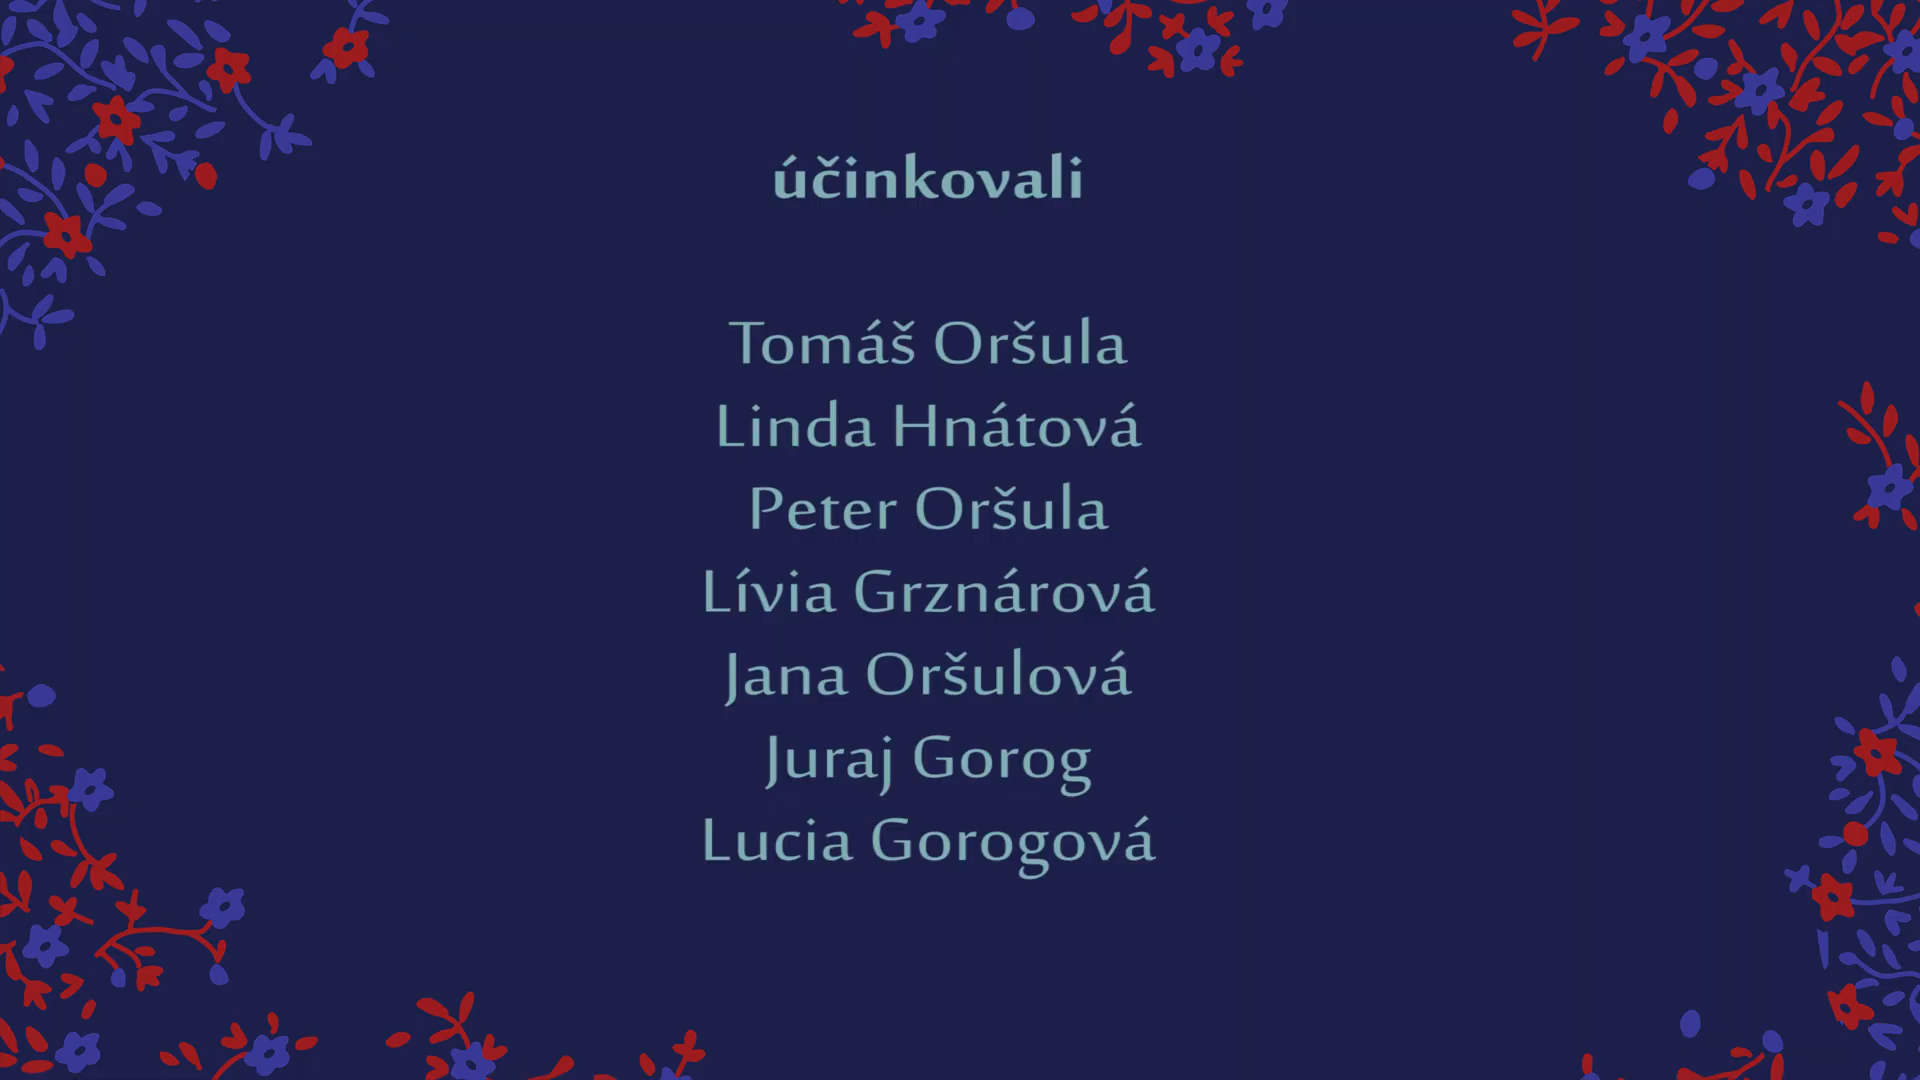 účinkovali
Tomáš Oršula
Linda Hnátová
Peter Oršula
Lívia Grznárová
Jana Oršulová
Juraj Gorog
Lucia Gorogová